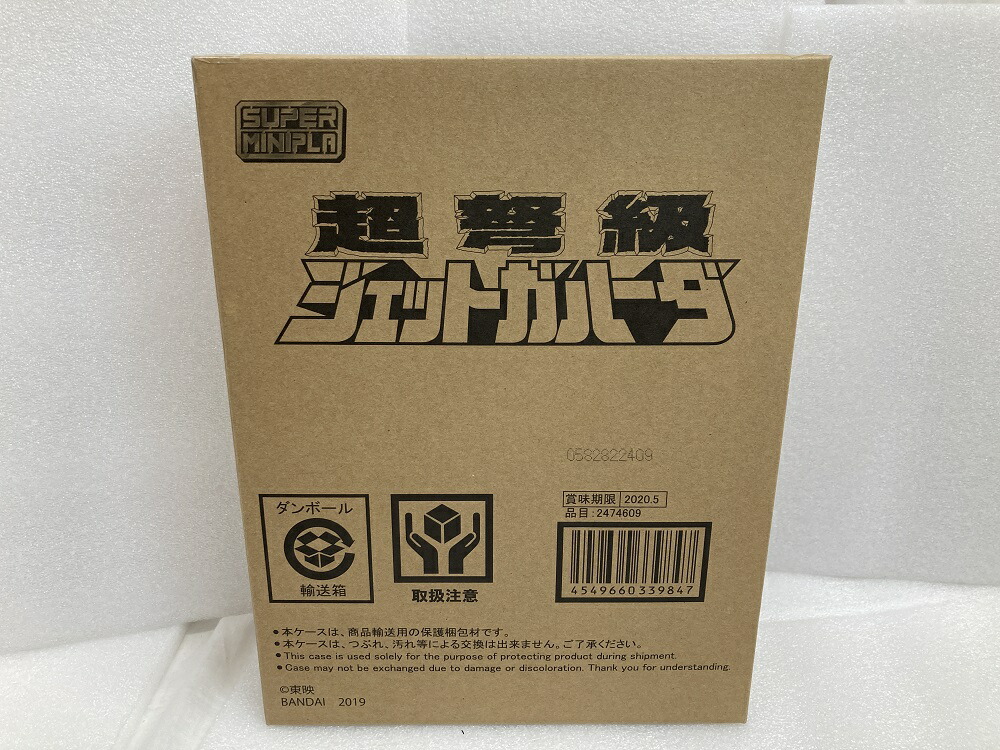 SUPER
MINIPLA
超弩級
ジェットガルーダ
0582822409
ダンボール
輸送箱
取扱注意
賞味期限 2020.5
品目:2474609
4549660339847
●本ケースは、商品輸送用の保護梱包材です。
●本ケースは、つぶれ、汚れ等による交換は出来ません。ご了承ください。
●This case is used solely for the purpose of protecting product during shipment.
●Case may not be exchanged due to damage or discoloration. Thank you for understanding.
©東映
BANDAI 2019